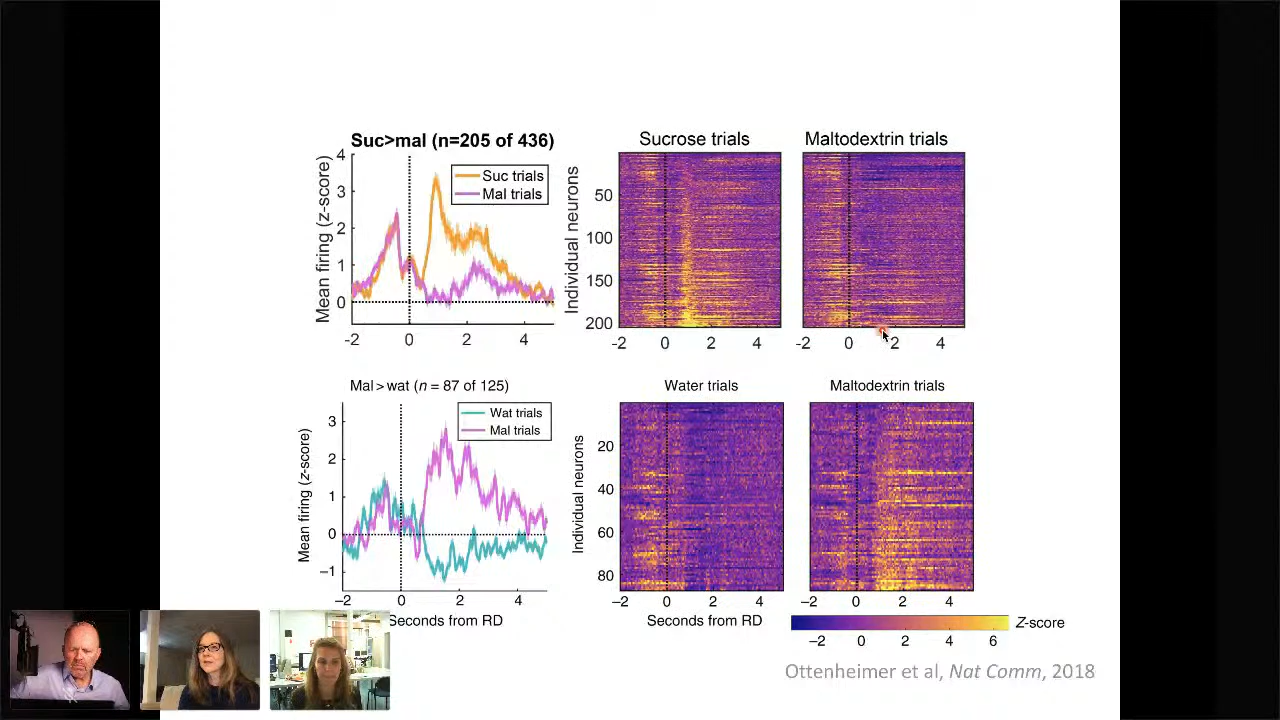 Suc>mal (n=205 of 436)
Mean firing (z-score)
4
3
2
1
0
Suc trials
Mal trials
-2 0 2 4
Sucrose trials
Individual neurons
50
100
150
200
-2 0 2 4
Maltodextrin trials
-2 0 2 4
Mal > wat (n = 87 of 125)
Mean firing (z-score)
3
2
1
0
−1
Wat trials
Mal trials
−2 0 2 4
Seconds from RD
Water trials
Individual neurons
20
40
60
80
−2 0 2 4
Seconds from RD
Maltodextrin trials
−2 0 2 4
−2 0 2 4 6
Z-score
Ottenheimer et al, Nat Comm, 2018